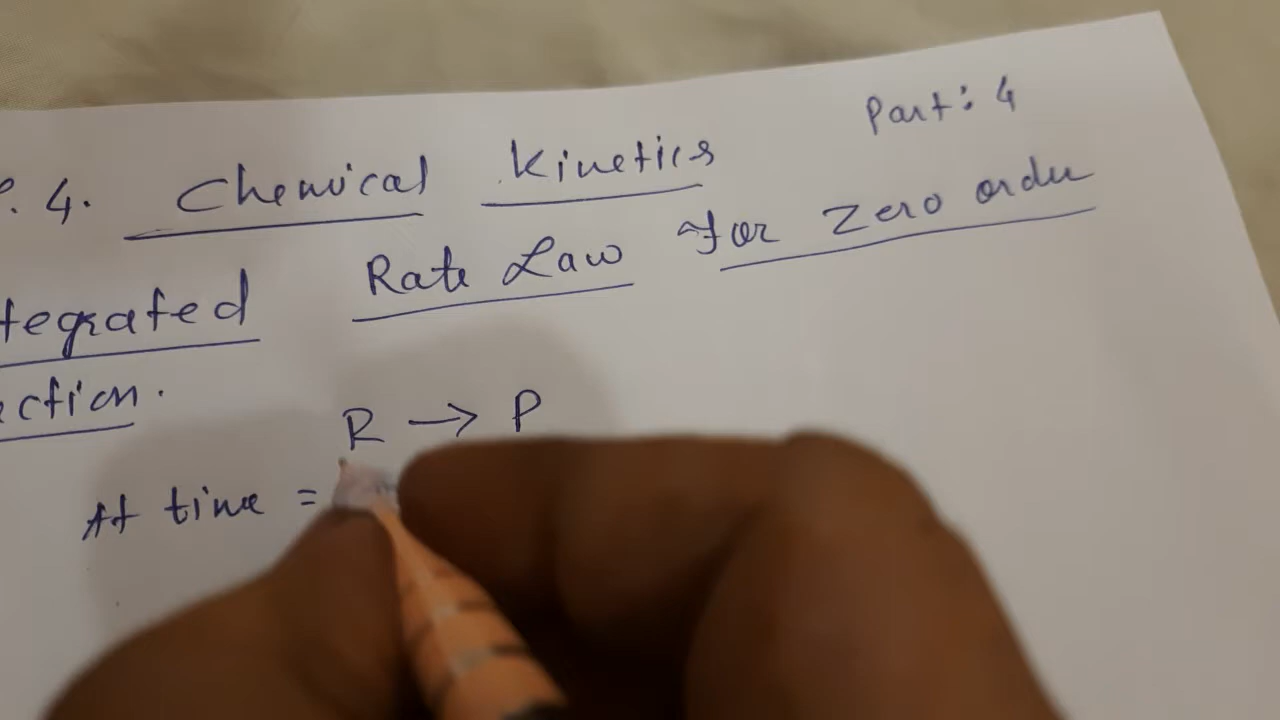 Part: 4
4. Chemical Kinetics
tegrated Rate Law for Zero order
ction.
R → P
At time =